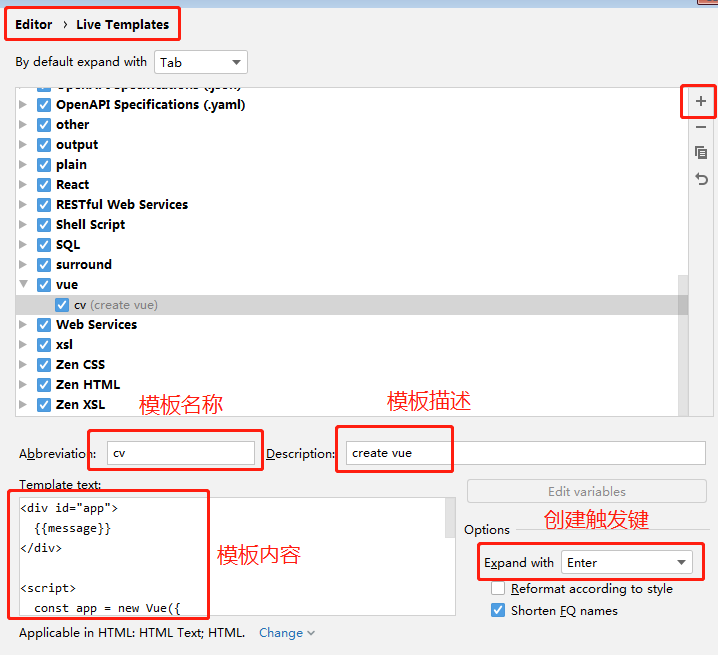 Editor › Live Templates
By default expand with Tab
OpenAPI Specifications (.json)
OpenAPI Specifications (.yaml)
other
output
plain
React
RESTful Web Services
Shell Script
SQL
surround
vue
cv (create vue)
Web Services
xsl
Zen CSS
Zen HTML
Zen XSL
模板名称
模板描述
Abbreviation: cv Description: create vue
Template text:
Edit variables
<div id="app">
{{message}}
</div>
<script>
const app = new Vue({
模板内容
创建触发键
Options
Expand with Enter
Reformat according to style
Shorten FQ names
Applicable in HTML: HTML Text; HTML. Change